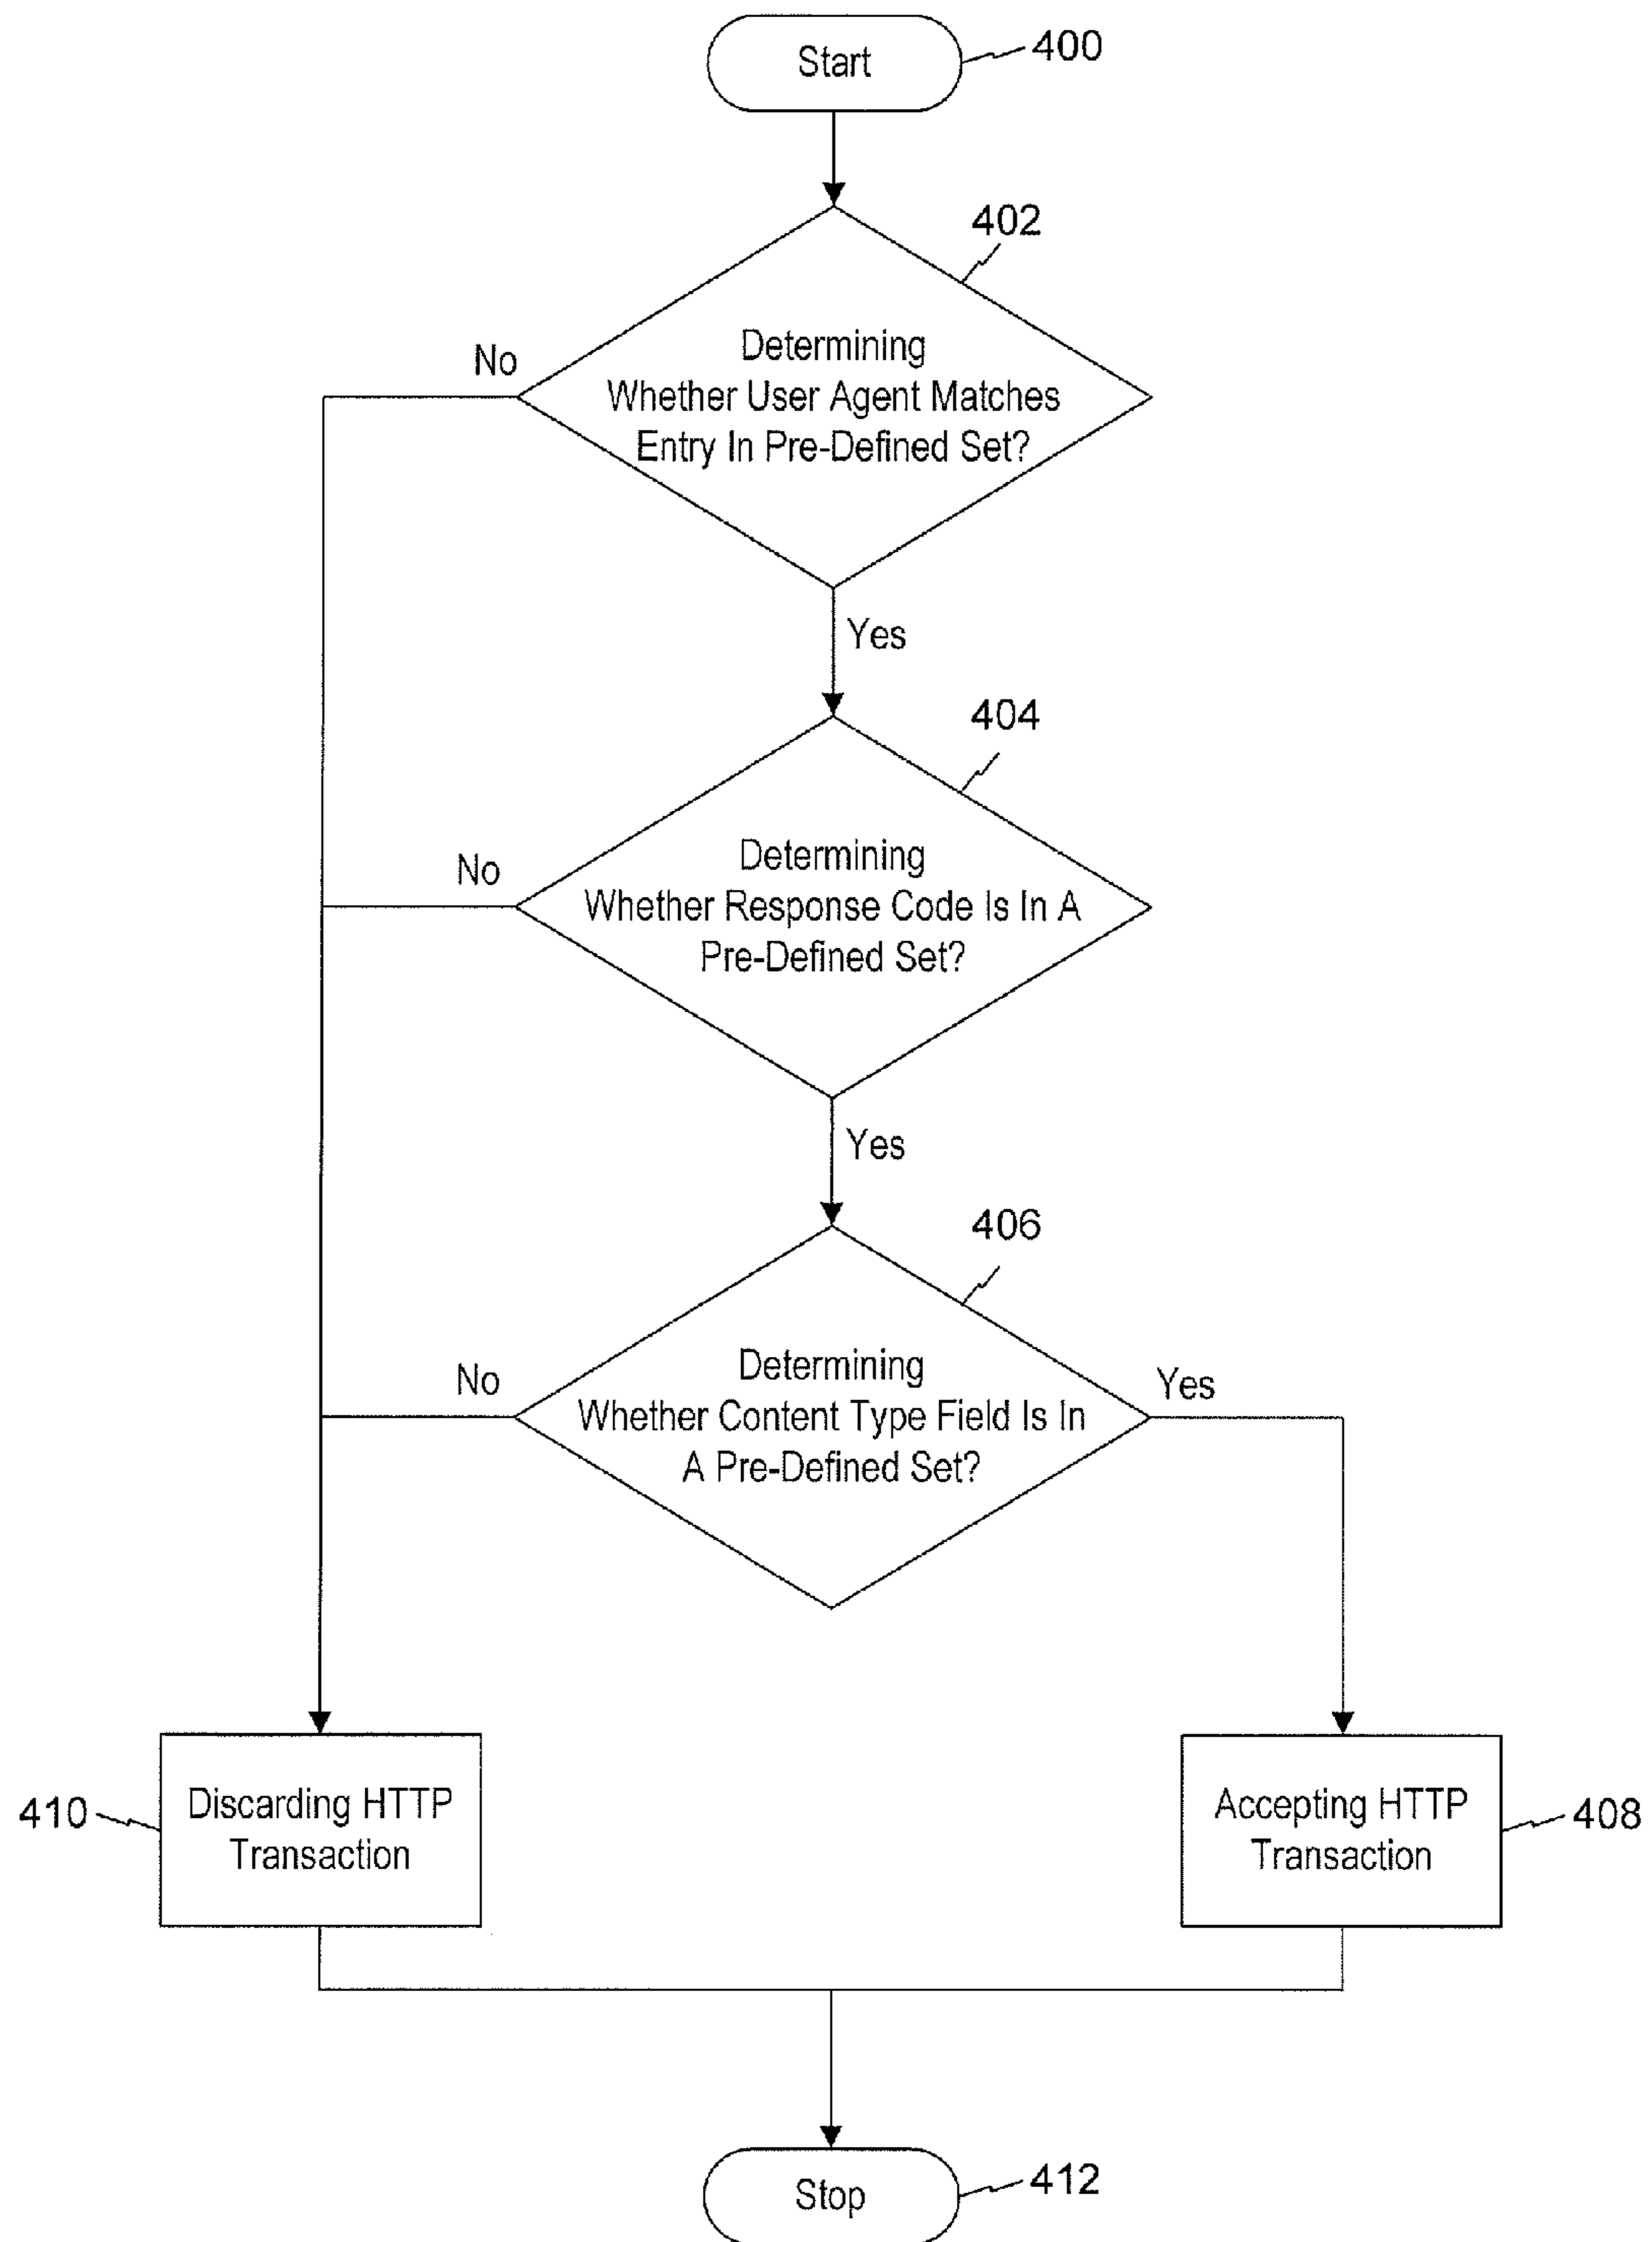 Start
400
402
Determining
Whether User Agent Matches
Entry In Pre-Defined Set?
No
Yes
404
Determining
Whether Response Code Is In A
Pre-Defined Set?
No
Yes
406
Determining
Whether Content Type Field Is In
A Pre-Defined Set?
No
Yes
410
Discarding HTTP
Transaction
Accepting HTTP
Transaction
408
Stop
412